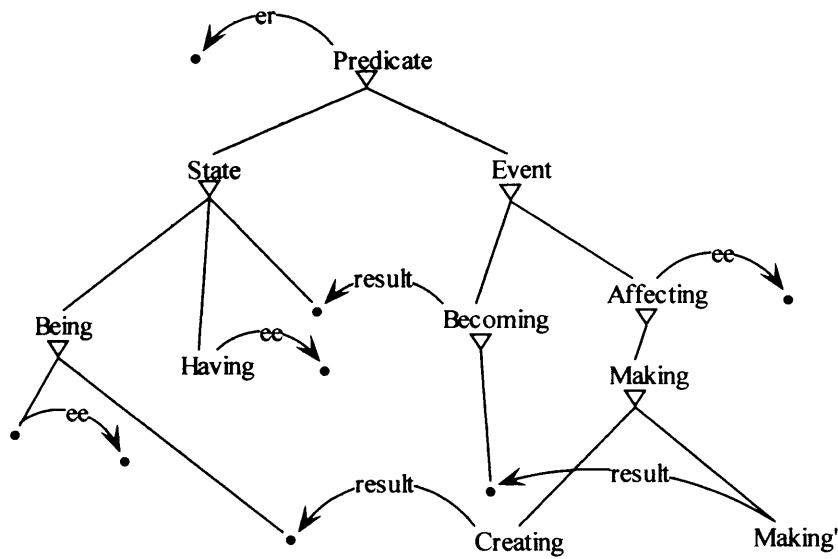 er
Predicate
State
Event
ee
result
Affecting
Becoming
Being
ee
Having
Making
ee
result
result
Creating
Making'